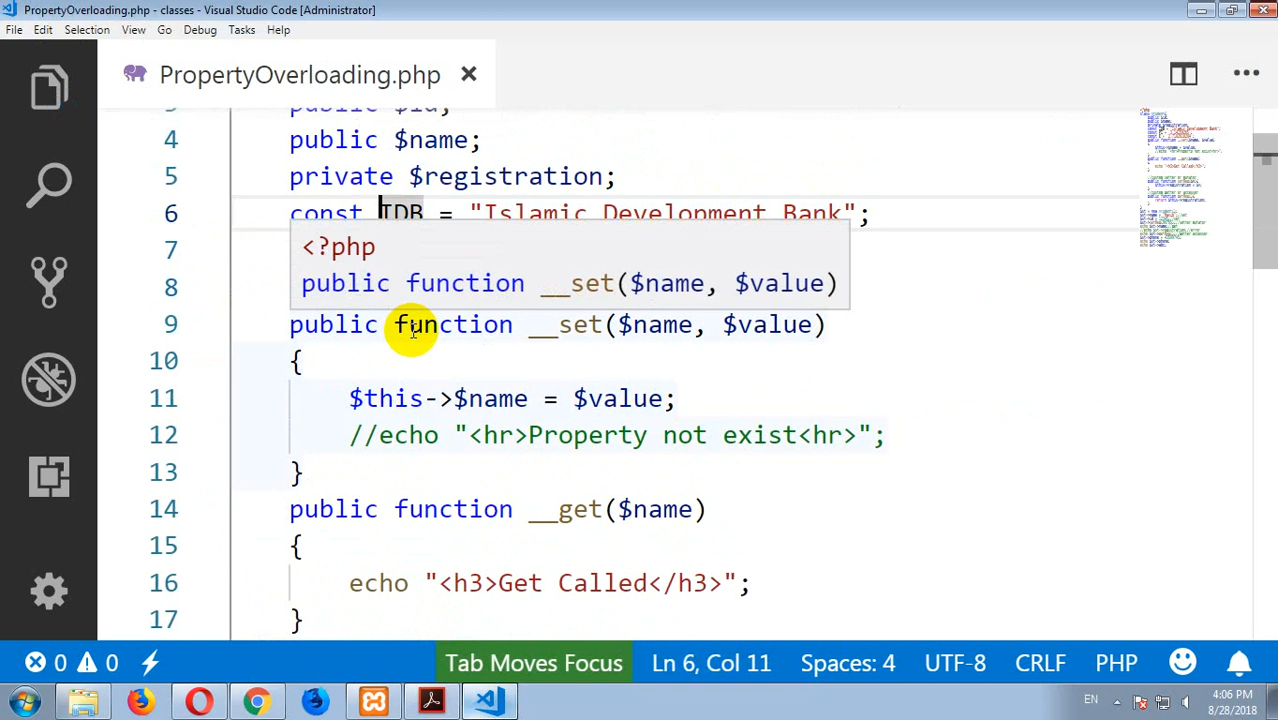 PropertyOverloading.php - classes - Visual Studio Code [Administrator]
File Edit Selection View Go Debug Tasks Help
PropertyOverloading.php
3 public $id;
4 public $name;
5 private $registration;
6 const IDB = "Islamic Development Bank";
7 <?php
8 public function __set($name, $value)
9 public function __set($name, $value)
10 {
11 $this->$name = $value;
12 //echo "<hr>Property not exist<hr>";
13 }
14 public function __get($name)
15 {
16 echo "<h3>Get Called</h3>";
17 }
0 0 Tab Moves Focus Ln 6, Col 11 Spaces: 4 UTF-8 CRLF PHP
EN 4:06 PM
8/28/2018